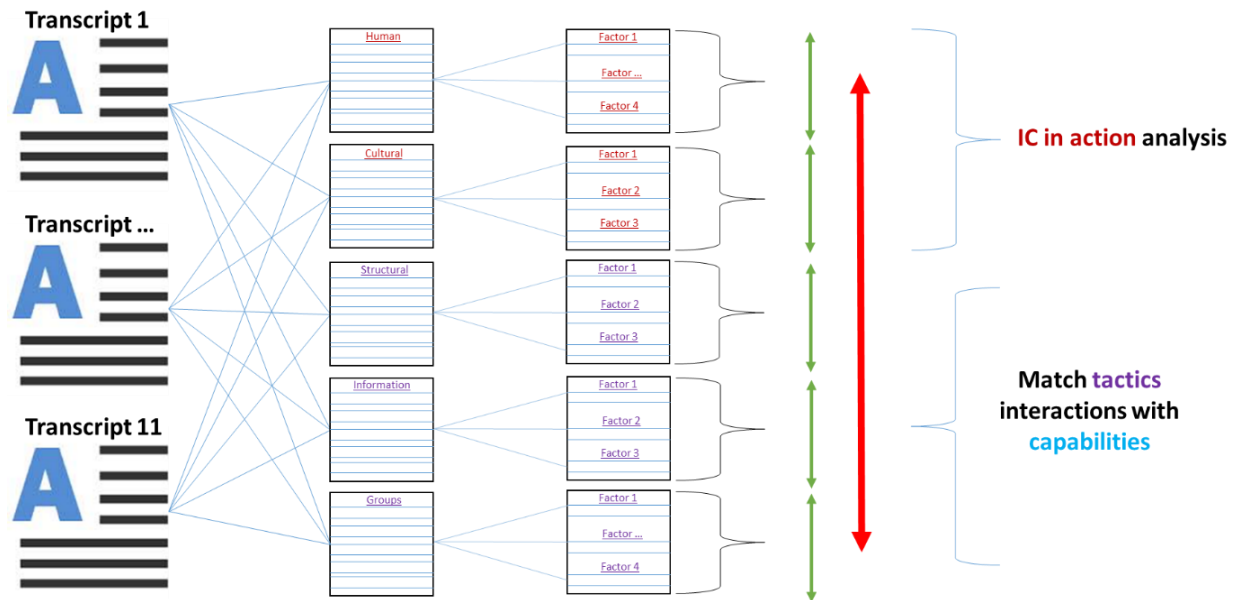 Transcript 1
A
Transcript ...
A
Transcript 11
A
Human
Cultural
Structural
Information
Groups
Factor 1
Factor ...
Factor 4
Factor 1
Factor 2
Factor 3
Factor 1
Factor 2
Factor 3
Factor 1
Factor 2
Factor 3
Factor 1
Factor ...
Factor 4
IC in action analysis
Match tactics
interactions with
capabilities